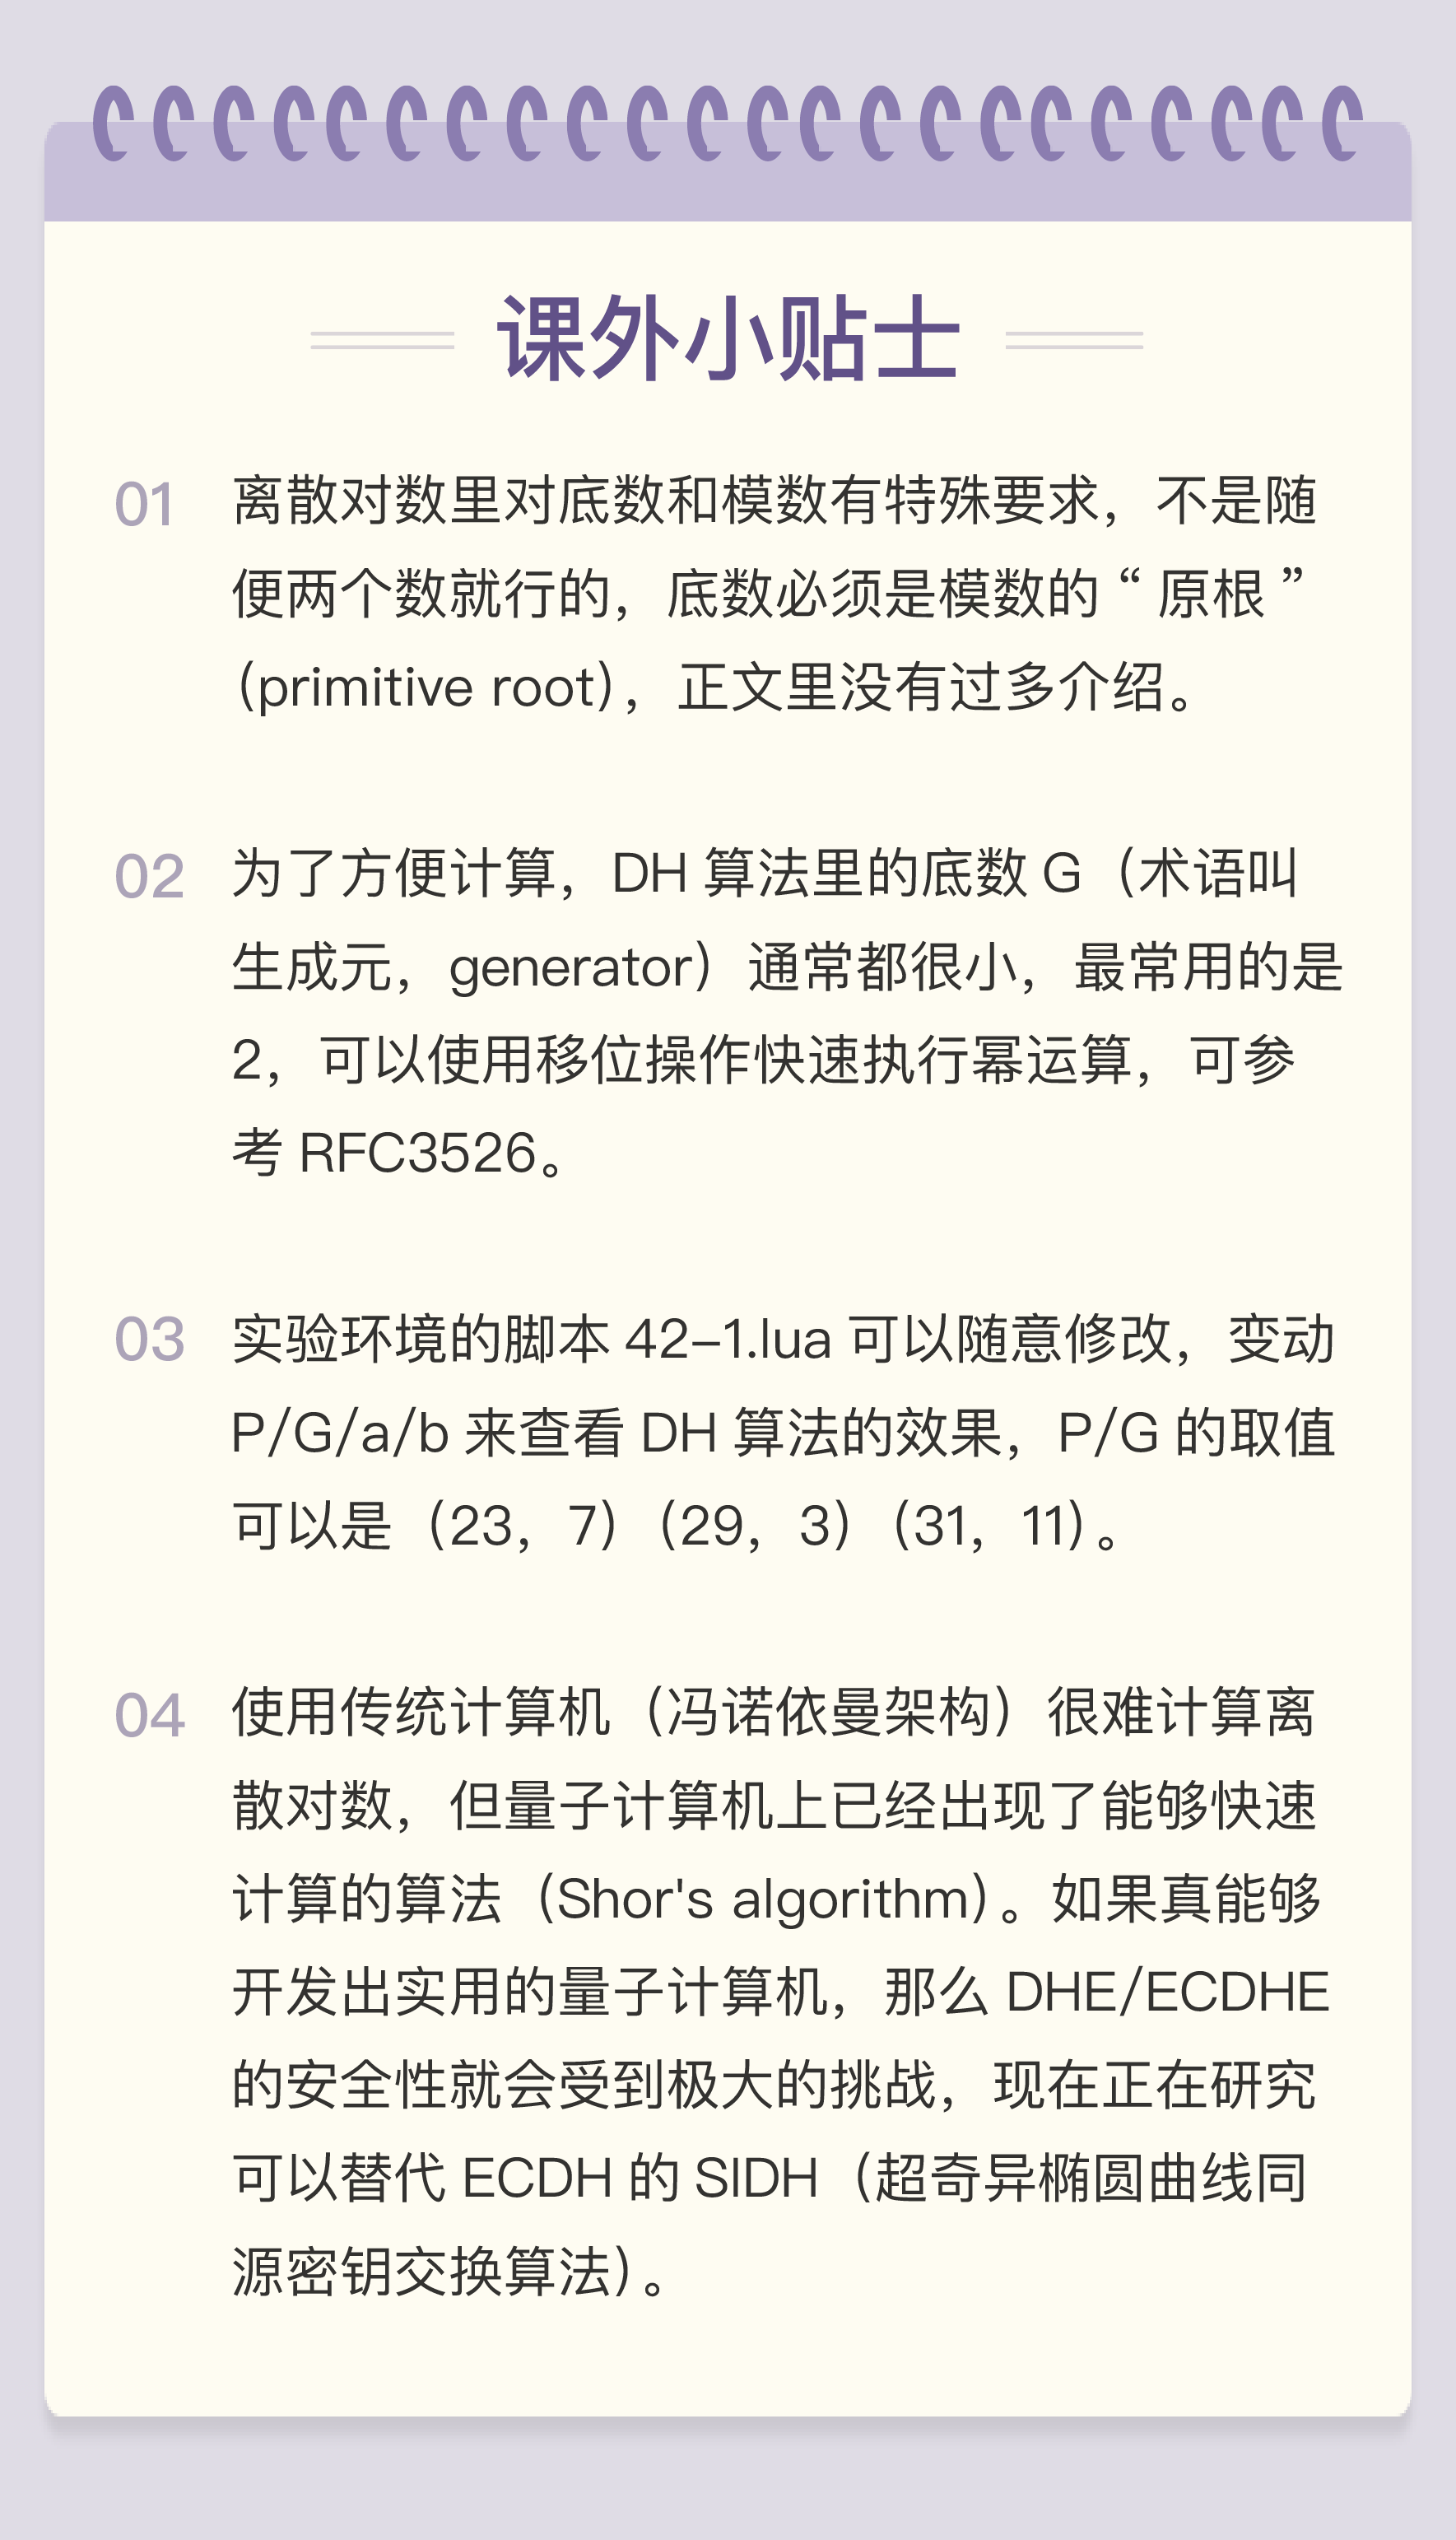 课外小贴士
01 离散对数里对底数和模数有特殊要求，不是随
便两个数就行的，底数必须是模数的“原根”
（primitive root），正文里没有过多介绍。
02 为了方便计算，DH 算法里的底数 G（术语叫
生成元，generator）通常都很小，最常用的是
2，可以使用移位操作快速执行幂运算，可参
考 RFC3526。
03 实验环境的脚本 42-1.lua 可以随意修改，变动
P/G/a/b 来查看 DH 算法的效果，P/G 的取值
可以是（23，7）（29，3）（31，11）。
04 使用传统计算机（冯诺依曼架构）很难计算离
散对数，但量子计算机上已经出现了能够快速
计算的算法（Shor's algorithm）。如果真能够
开发出实用的量子计算机，那么 DHE/ECDHE
的安全性就会受到极大的挑战，现在正在研究
可以替代 ECDH 的 SIDH（超奇异椭圆曲线同
源密钥交换算法）。